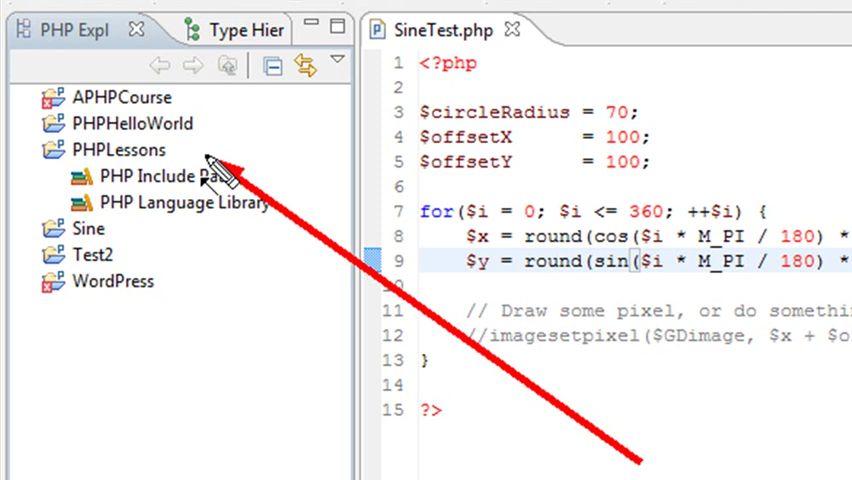 PHP Expl
Type Hier
APHPCourse
PHPHelloWorld
PHPLessons
PHP Include
PHP Language Library
Sine
Test2
WordPress
SineTest.php
1 <?php
2
3 $circleRadius = 70;
4 $offsetX = 100;
5 $offsetY = 100;
6
7 for($i = 0; $i <= 360; ++$i) {
8 $x = round(cos($i * M_PI / 180) *
9 $y = round(sin($i * M_PI / 180) *
10
11 // Draw some pixel, or do somethin
12 //imagesetpixel($GDimage, $x + $o
13 }
14
15 ?>